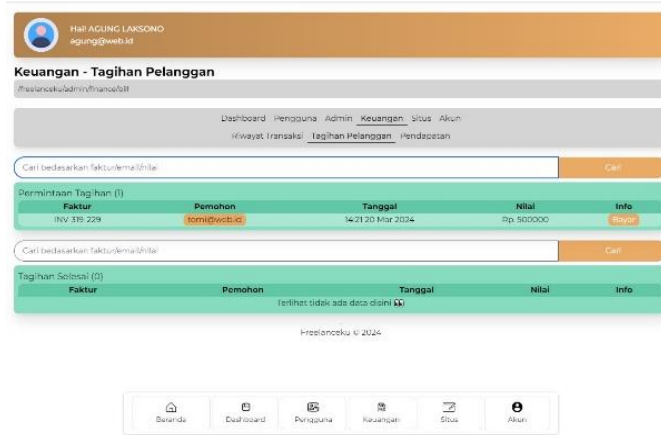 Hai! AGUNG LAKSONO
agung@web.id
Keuangan - Tagihan Pelanggan
/freelanceku/admin/finance/bill
Dashboard Pengguna Admin Keuangan Situs Akun
Riwayat Transaksi Tagihan Pelanggan Pendapatan
Cari bedasarkan faktur/email/nilai Cari
Permintaan Tagihan (1)
Faktur Pemohon Tanggal Nilai Info
INV-319-229 tomi@web.id 14:21 20 Mar 2024 Rp. 500000 Bayar
Cari bedasarkan faktur/email/nilai Cari
Tagihan Selesai (0)
Faktur Pemohon Tanggal Nilai Info
Terlihat tidak ada data disini 👀
Freelanceku © 2024
Beranda Dashboard Pengguna Keuangan Situs Akun